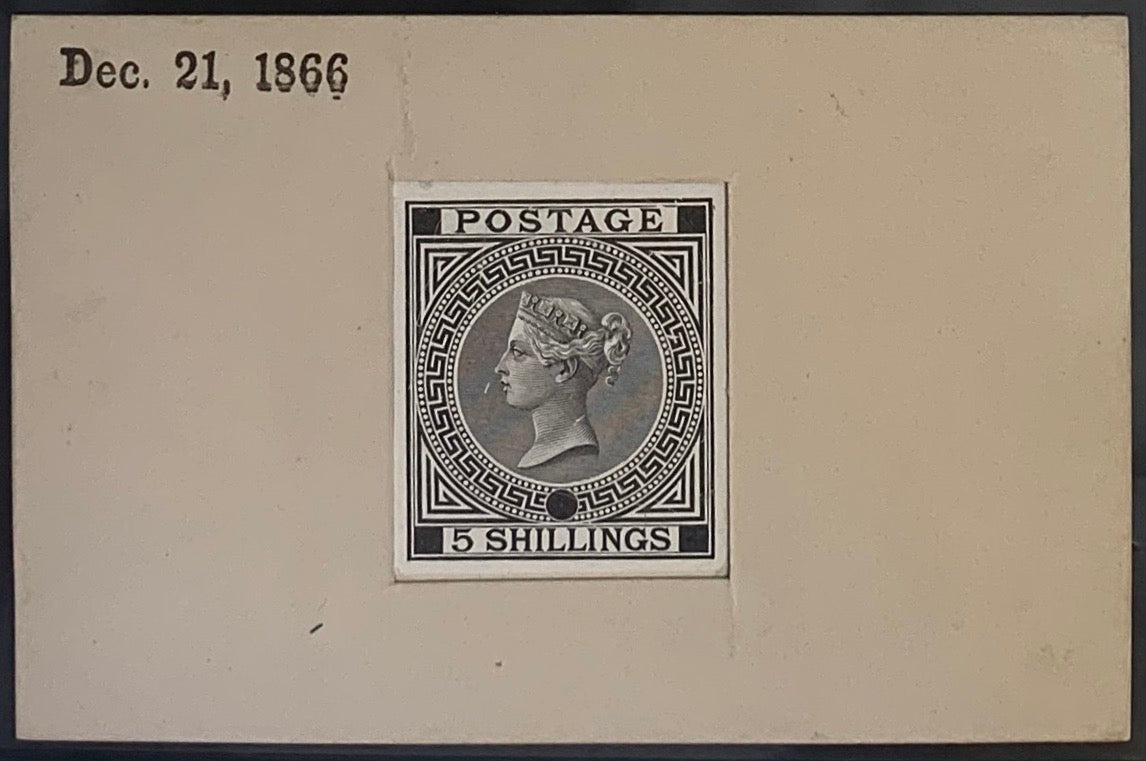 Dec. 21, 1866
POSTAGE
5 SHILLINGS